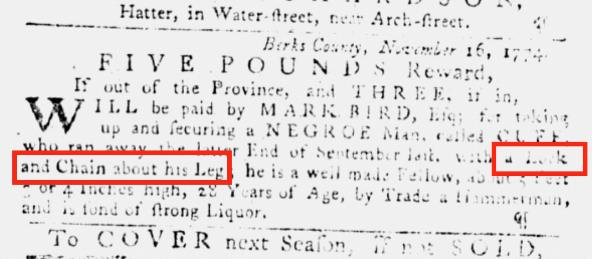 Hatter, in Water-ſtreet, near Arch-ſtreet. qſ
Berks County, November 16, 1774.
FIVE POUNDS Reward,
If out of the Province, and THREE, if in,
WILL be paid by MARK BIRD, Eſq; for taking
up and ſecuring a NEGROE Man, called CUFF,
who ran away the latter End of September laſt, with a Lock
and Chain about his Leg, he is a well made Fellow, about 5 Feet
3 or 4 Inches high, 28 Years of Age, by Trade a Hammerman,
and is fond of ſtrong Liquor. qſ
To COVER next Seaſon, if not SOLD,